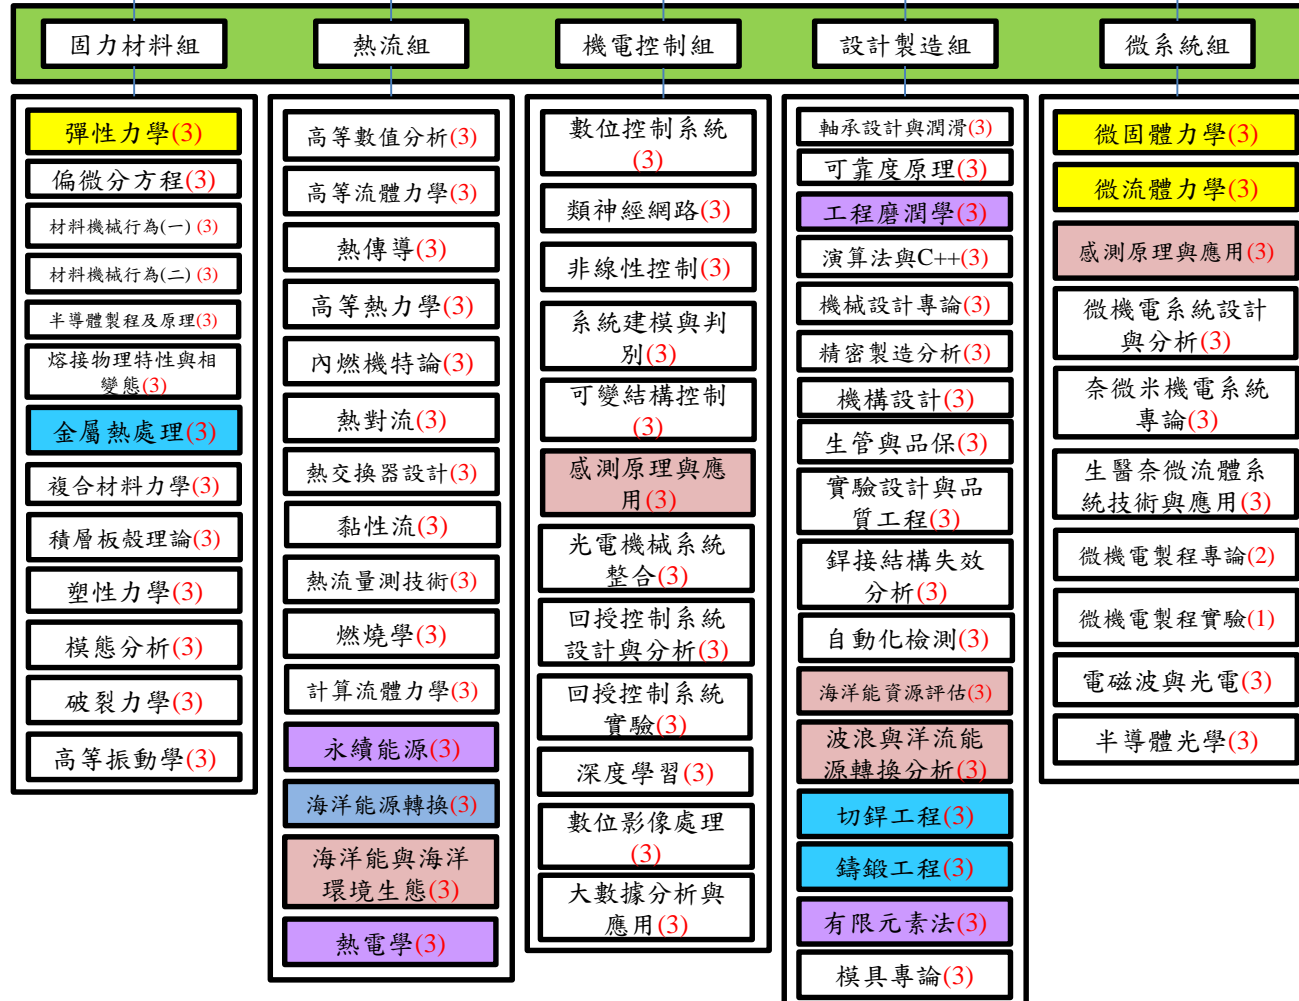 固力材料組
熱流組
機電控制組
設計製造組
微系統組
彈性力學(3)
偏微分方程(3)
材料機械行為(一) (3)
材料機械行為(二) (3)
半導體製程及原理(3)
熔接物理特性與相
變態(3)
金屬熱處理(3)
複合材料力學(3)
積層板殼理論(3)
塑性力學(3)
模態分析(3)
破裂力學(3)
高等振動學(3)
高等數值分析(3)
高等流體力學(3)
熱傳導(3)
高等熱力學(3)
內燃機特論(3)
熱對流(3)
熱交換器設計(3)
黏性流(3)
熱流量測技術(3)
燃燒學(3)
計算流體力學(3)
永續能源(3)
海洋能源轉換(3)
海洋能與海洋
環境生態(3)
熱電學(3)
數位控制系統
(3)
類神經網路(3)
非線性控制(3)
系統建模與判
別(3)
可變結構控制
(3)
感測原理與應
用(3)
光電機械系統
整合(3)
回授控制系統
設計與分析(3)
回授控制系統
實驗(3)
深度學習(3)
數位影像處理
(3)
大數據分析與
應用(3)
軸承設計與潤滑(3)
可靠度原理(3)
工程磨潤學(3)
演算法與C++(3)
機械設計專論(3)
精密製造分析(3)
機構設計(3)
生管與品保(3)
實驗設計與品
質工程(3)
銲接結構失效
分析(3)
自動化檢測(3)
海洋能資源評估(3)
波浪與洋流能
源轉換分析(3)
切銲工程(3)
鑄鍛工程(3)
有限元素法(3)
模具專論(3)
微固體力學(3)
微流體力學(3)
感測原理與應用(3)
微機電系統設計
與分析(3)
奈微米機電系統
專論(3)
生醫奈微流體系
統技術與應用(3)
微機電製程專論(2)
微機電製程實驗(1)
電磁波與光電(3)
半導體光學(3)